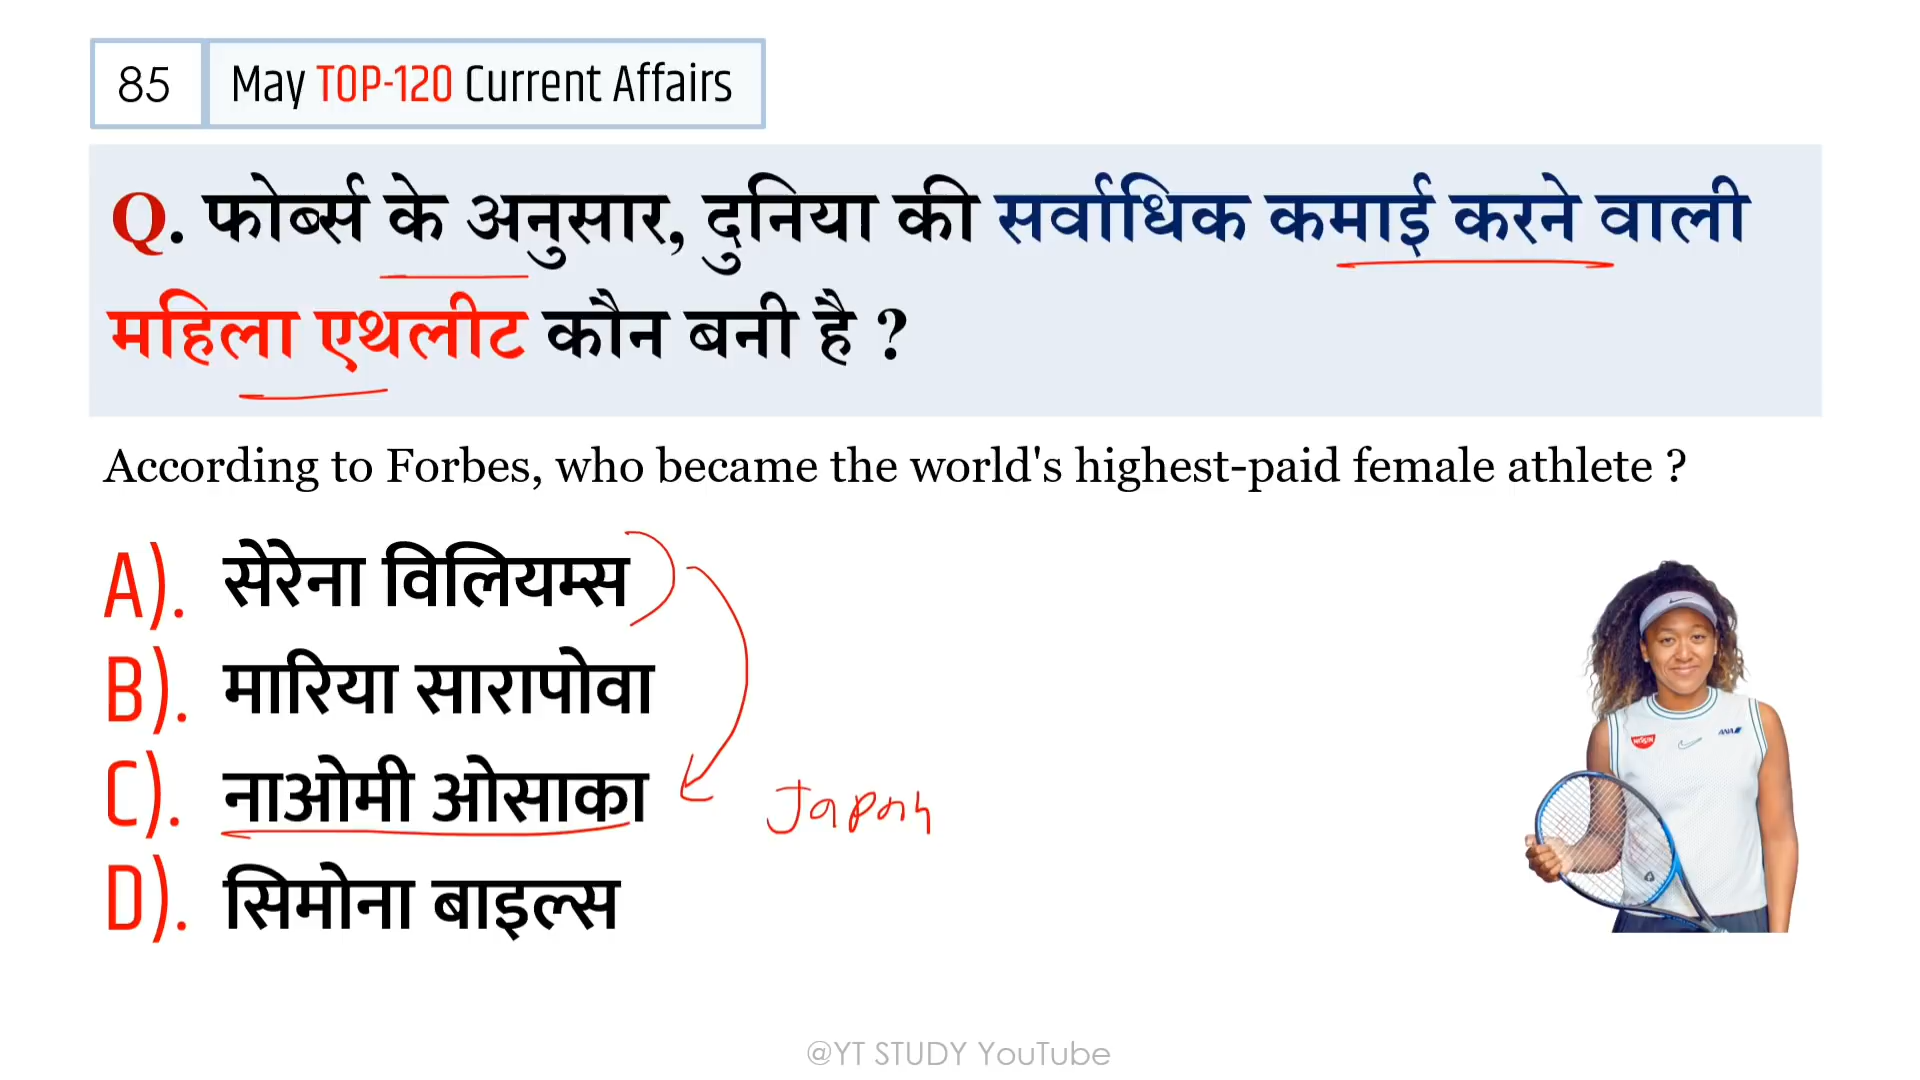 85 May TOP-120 Current Affairs
Q. फोर्ब्स के अनुसार, दुनिया की सर्वाधिक कमाई करने वाली
महिला एथलीट कौन बनी है ?
According to Forbes, who became the world's highest-paid female athlete ?
A). सेरेना विलियम्स
B). मारिया सारापोवा
C). नाओमी ओसाका Japan
D). सिमोना बाइल्स
ANA
@YT STUDY YouTube